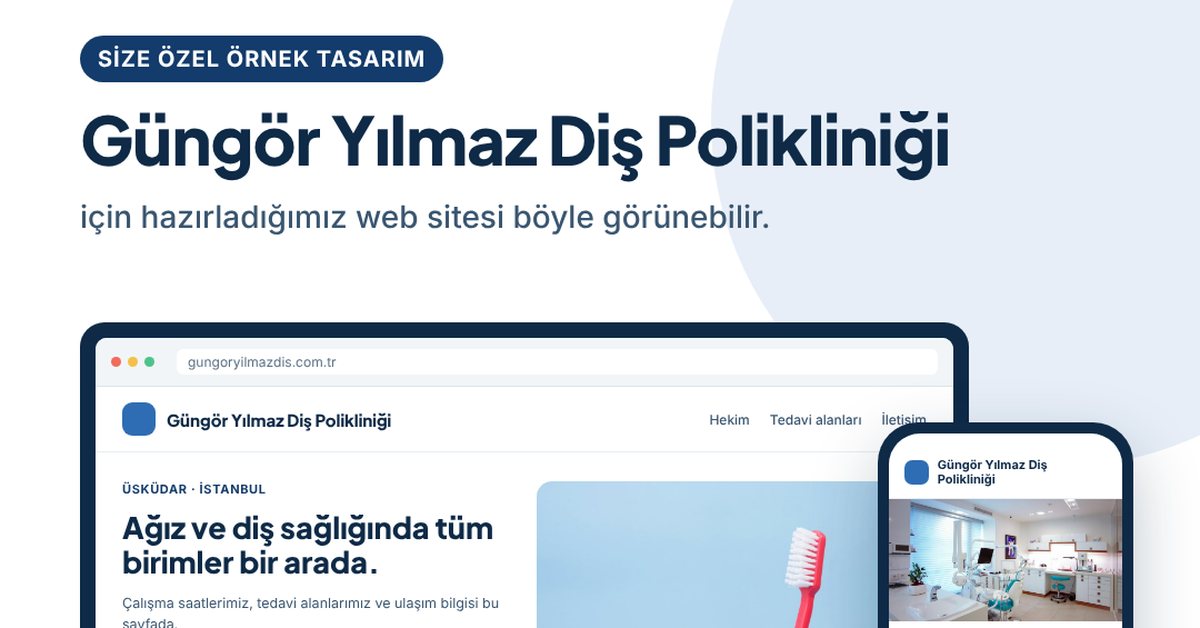 SİZE ÖZEL ÖRNEK TASARIM
Güngör Yılmaz Diş Polikliniği
için hazırladığımız web sitesi böyle görünebilir.
gungoryilmazdis.com.tr
Güngör Yılmaz Diş Polikliniği
Hekim Tedavi alanları İletişim
ÜSKÜDAR · İSTANBUL
Ağız ve diş sağlığında tüm
birimler bir arada.
Çalışma saatlerimiz, tedavi alanlarımız ve ulaşım bilgisi bu
sayfada.
Güngör Yılmaz Diş
Polikliniği